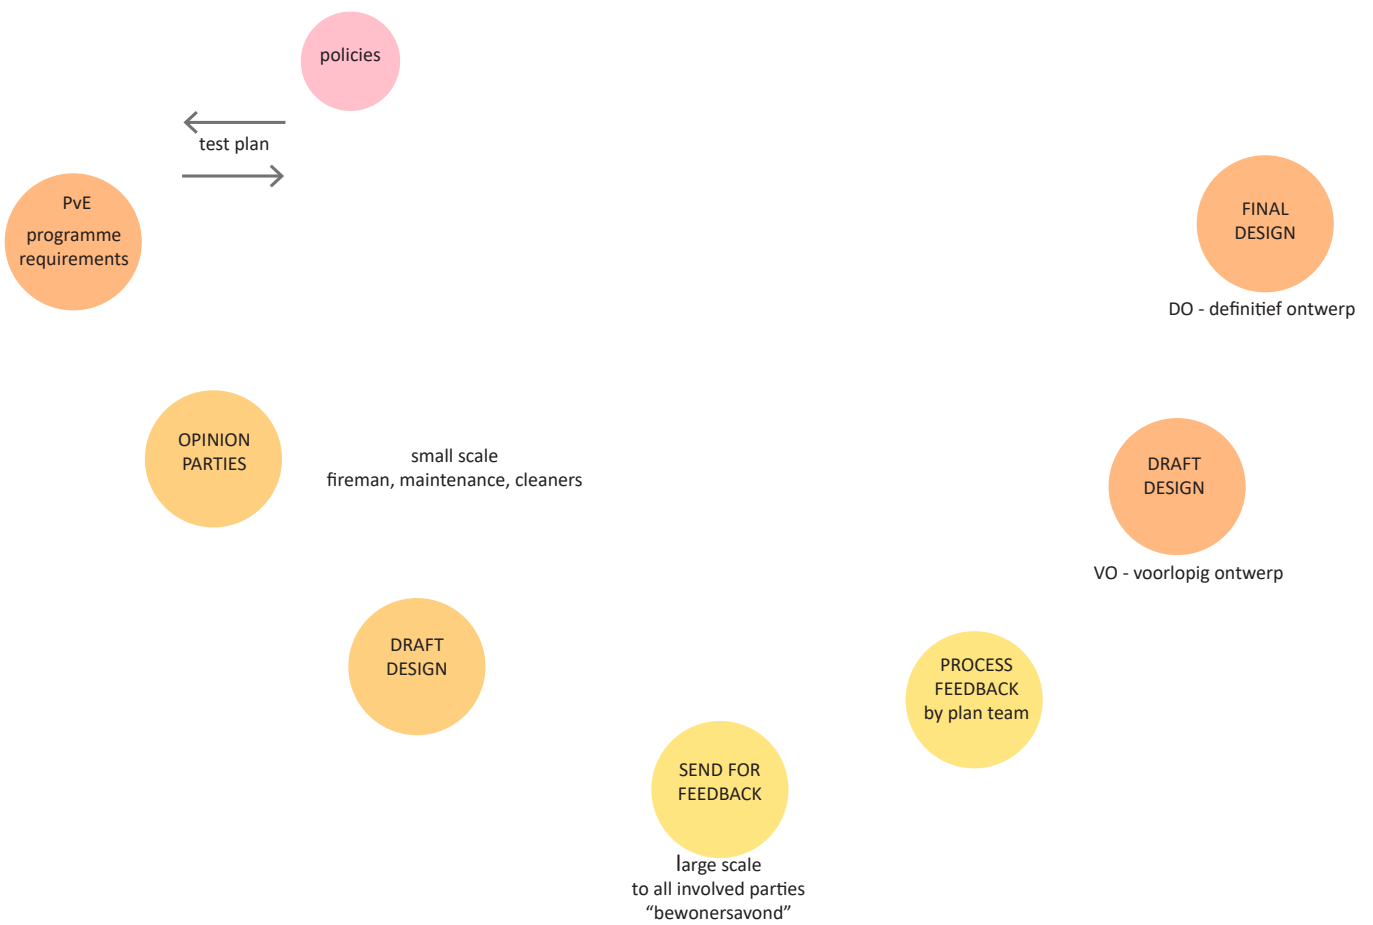 policies
test plan
PvE
programme
requirements
FINAL
DESIGN
DO - definitief ontwerp
OPINION
PARTIES
small scale
fireman, maintenance, cleaners
DRAFT
DESIGN
VO - voorlopig ontwerp
DRAFT
DESIGN
PROCESS
FEEDBACK
by plan team
SEND FOR
FEEDBACK
large scale
to all involved parties
“bewonersavond”